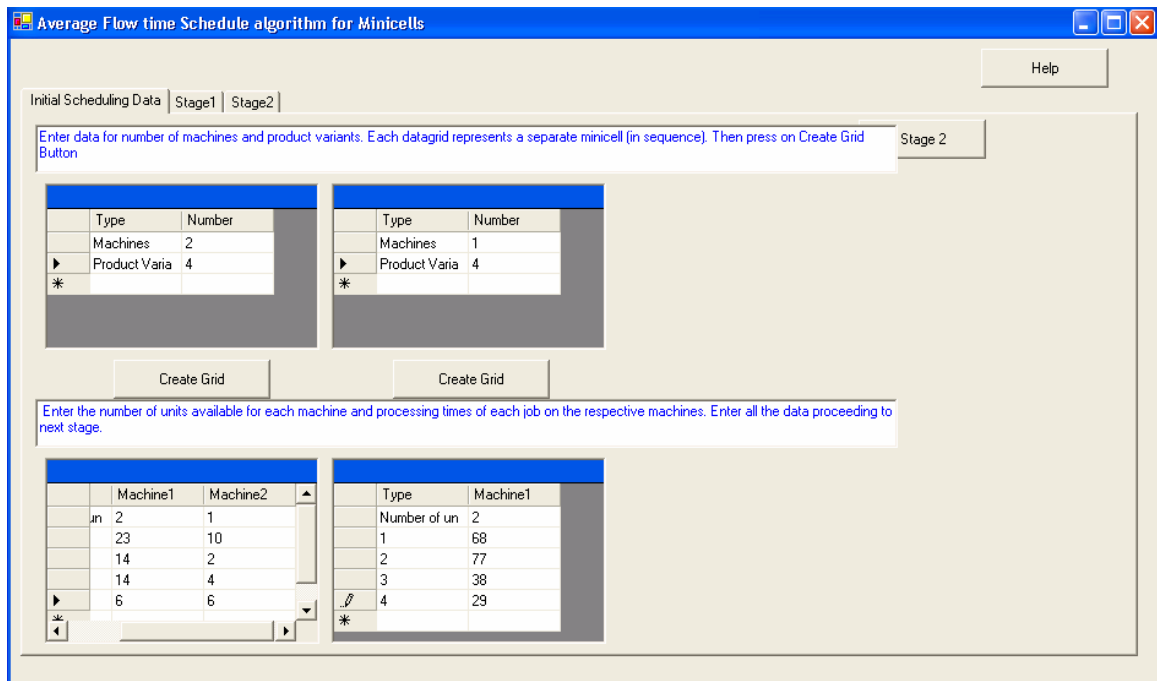 Average Flow time Schedule algorithm for Minicells
Help
Initial Scheduling Data Stage1 Stage2
Enter data for number of machines and product variants. Each datagrid represents a separate minicell (in sequence). Then press on Create Grid
Button
Stage 2
Type Number
Machines 2
Product Varia 4
Type Number
Machines 1
Product Varia 4
Create Grid
Create Grid
Enter the number of units available for each machine and processing times of each job on the respective machines. Enter all the data proceeding to
next stage.
Machine1 Machine2
un 2 1
23 10
14 2
14 4
6 6
Type Machine1
Number of un 2
1 68
2 77
3 38
4 29